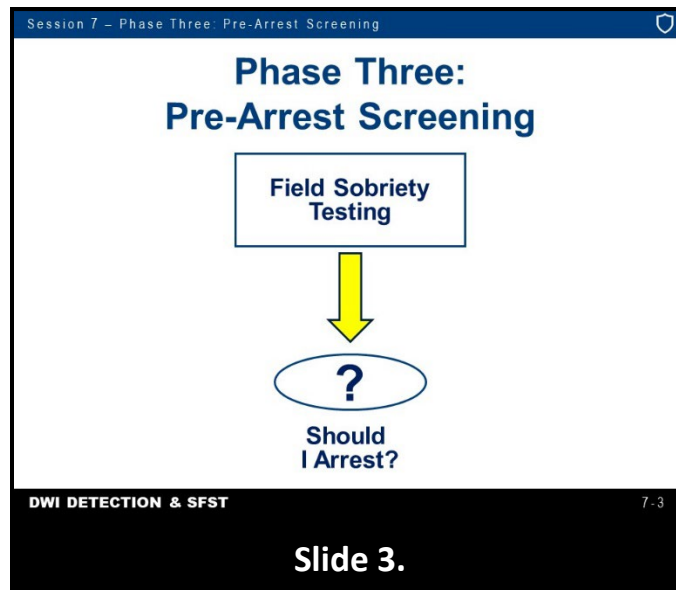 Session 7 – Phase Three: Pre-Arrest Screening
Phase Three:
Pre-Arrest Screening
Field Sobriety
Testing
?
Should
I Arrest?
DWI DETECTION & SFST
7-3
Slide 3.